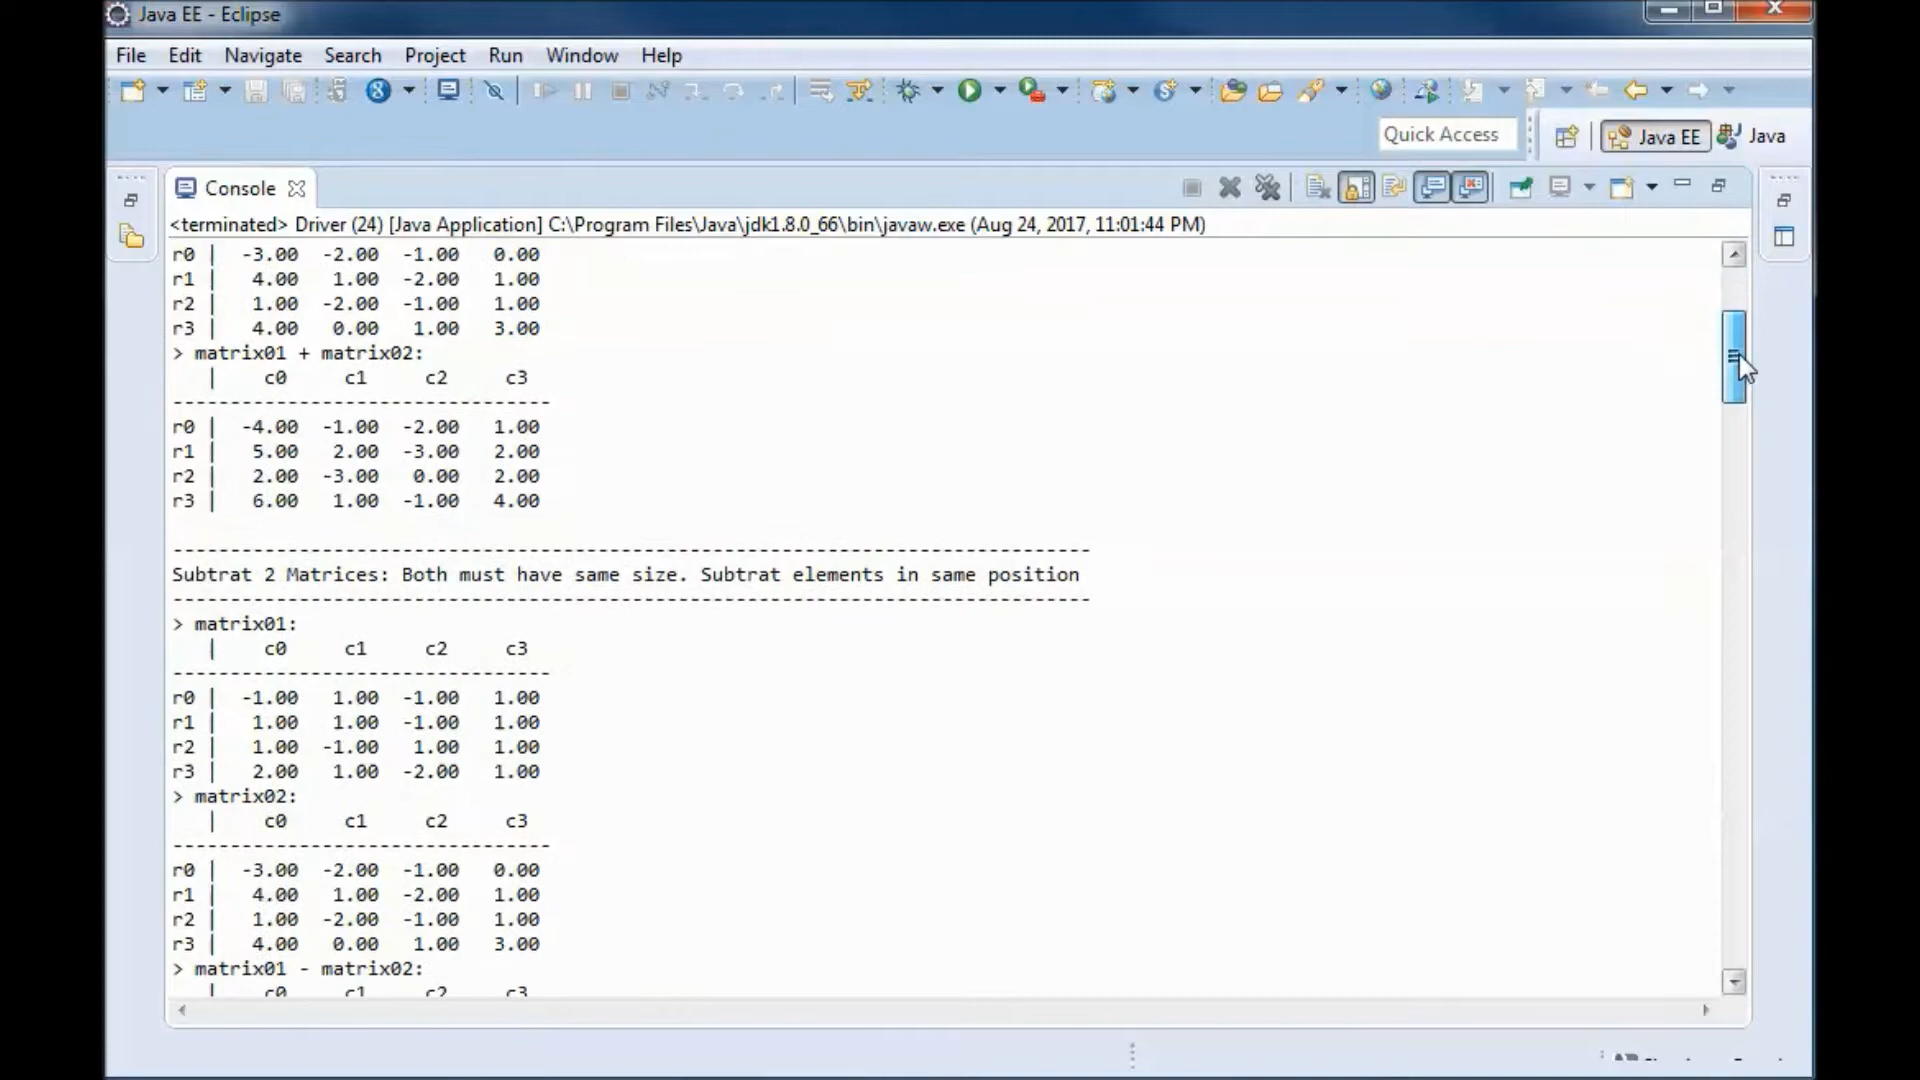 Java EE - Eclipse
File Edit Navigate Search Project Run Window Help
Quick Access Java EE Java
Console
<terminated> Driver (24) [Java Application] C:\Program Files\Java\jdk1.8.0_66\bin\javaw.exe (Aug 24, 2017, 11:01:44 PM)
r0 | -3.00 -2.00 -1.00 0.00
r1 | 4.00 1.00 -2.00 1.00
r2 | 1.00 -2.00 -1.00 1.00
r3 | 4.00 0.00 1.00 3.00
> matrix01 + matrix02:
| c0 c1 c2 c3
---------------------------------
r0 | -4.00 -1.00 -2.00 1.00
r1 | 5.00 2.00 -3.00 2.00
r2 | 2.00 -3.00 0.00 2.00
r3 | 6.00 1.00 -1.00 4.00
--------------------------------------------------------------------------------
Subtrat 2 Matrices: Both must have same size. Subtrat elements in same position
--------------------------------------------------------------------------------
> matrix01:
| c0 c1 c2 c3
---------------------------------
r0 | -1.00 1.00 -1.00 1.00
r1 | 1.00 1.00 -1.00 1.00
r2 | 1.00 -1.00 1.00 1.00
r3 | 2.00 1.00 -2.00 1.00
> matrix02:
| c0 c1 c2 c3
---------------------------------
r0 | -3.00 -2.00 -1.00 0.00
r1 | 4.00 1.00 -2.00 1.00
r2 | 1.00 -2.00 -1.00 1.00
r3 | 4.00 0.00 1.00 3.00
> matrix01 - matrix02:
| c0 c1 c2 c3